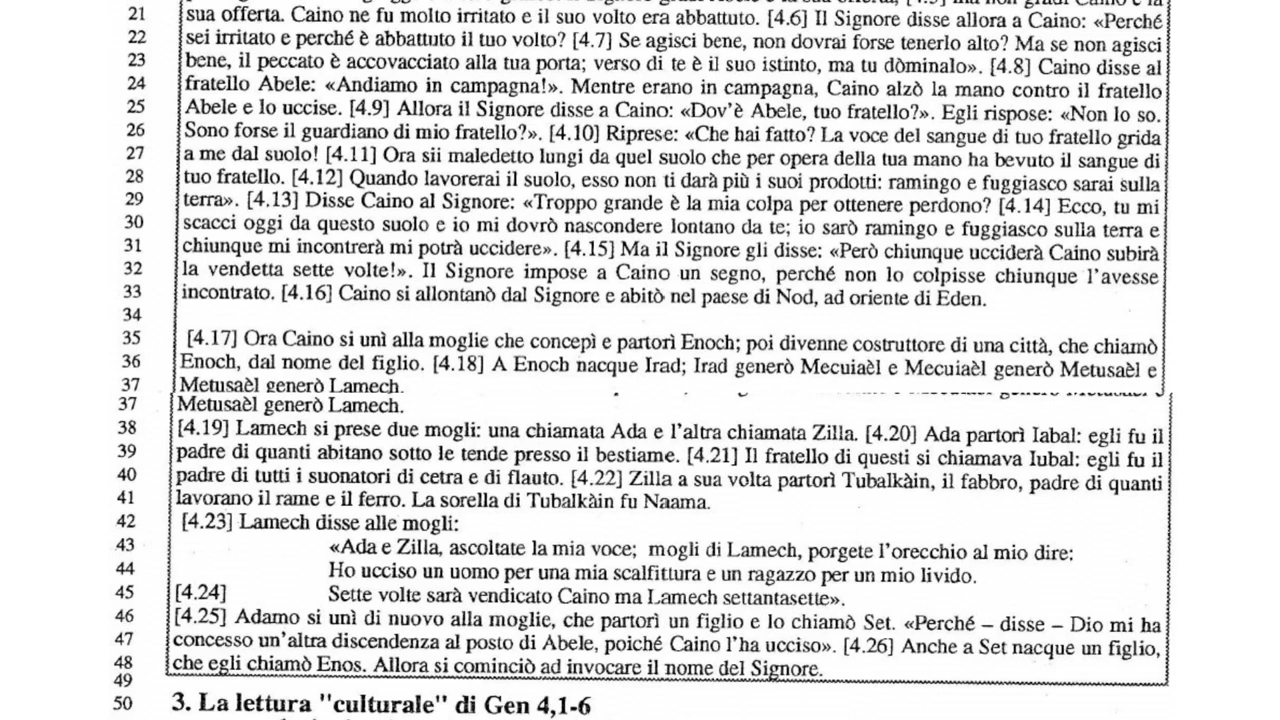 21 sua offerta. Caino ne fu molto irritato e il suo volto era abbattuto. [4.6] Il Signore disse allora a Caino: «Perché
22 sei irritato e perché è abbattuto il tuo volto? [4.7] Se agisci bene, non dovrai forse tenerlo alto? Ma se non agisci
23 bene, il peccato è accovacciato alla tua porta; verso di te è il suo istinto, ma tu dòminalo». [4.8] Caino disse al
24 fratello Abele: «Andiamo in campagna!». Mentre erano in campagna, Caino alzò la mano contro il fratello
25 Abele e lo uccise. [4.9] Allora il Signore disse a Caino: «Dov'è Abele, tuo fratello?». Egli rispose: «Non lo so.
26 Sono forse il guardiano di mio fratello?». [4.10] Riprese: «Che hai fatto? La voce del sangue di tuo fratello grida
27 a me dal suolo! [4.11] Ora sii maledetto lungi da quel suolo che per opera della tua mano ha bevuto il sangue di
28 tuo fratello. [4.12] Quando lavorerai il suolo, esso non ti darà più i suoi prodotti: ramingo e fuggiasco sarai sulla
29 terra». [4.13] Disse Caino al Signore: «Troppo grande è la mia colpa per ottenere perdono? [4.14] Ecco, tu mi
30 scacci oggi da questo suolo e io mi dovrò nascondere lontano da te; io sarò ramingo e fuggiasco sulla terra e
31 chiunque mi incontrerà mi potrà uccidere». [4.15] Ma il Signore gli disse: «Però chiunque ucciderà Caino subirà
32 la vendetta sette volte!». Il Signore impose a Caino un segno, perché non lo colpisse chiunque l'avesse
33 incontrato. [4.16] Caino si allontanò dal Signore e abitò nel paese di Nod, ad oriente di Eden.
34
35 [4.17] Ora Caino si unì alla moglie che concepì e partorì Enoch; poi divenne costruttore di una città, che chiamò
36 Enoch, dal nome del figlio. [4.18] A Enoch nacque Irad; Irad generò Mecuiaèl e Mecuiaèl generò Metusaèl e
37 Metusaèl generò Lamech.
37 Metusaèl generò Lamech.
38 [4.19] Lamech si prese due mogli: una chiamata Ada e l'altra chiamata Zilla. [4.20] Ada partorì Iabal: egli fu il
39 padre di quanti abitano sotto le tende presso il bestiame. [4.21] Il fratello di questi si chiamava Iubal: egli fu il
40 padre di tutti i suonatori di cetra e di flauto. [4.22] Zilla a sua volta partorì Tubalkàin, il fabbro, padre di quanti
41 lavorano il rame e il ferro. La sorella di Tubalkàin fu Naama.
42 [4.23] Lamech disse alle mogli:
43 «Ada e Zilla, ascoltate la mia voce; mogli di Lamech, porgete l'orecchio al mio dire:
44 Ho ucciso un uomo per una mia scalfittura e un ragazzo per un mio livido.
45 [4.24] Sette volte sarà vendicato Caino ma Lamech settantasette».
46 [4.25] Adamo si unì di nuovo alla moglie, che partorì un figlio e lo chiamò Set. «Perché – disse – Dio mi ha
47 concesso un'altra discendenza al posto di Abele, poiché Caino l'ha ucciso». [4.26] Anche a Set nacque un figlio,
48 che egli chiamò Enos. Allora si cominciò ad invocare il nome del Signore.
49
50 3. La lettura "culturale" di Gen 4,1-6